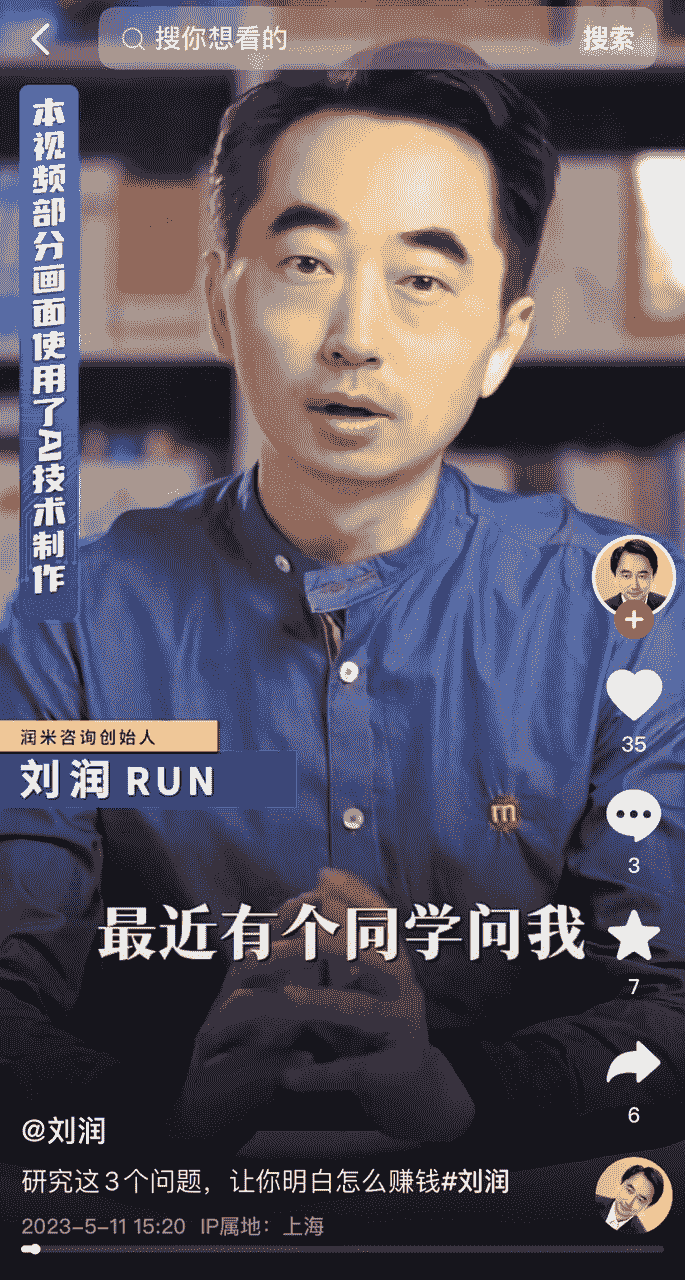 搜你想看的
搜索
本视频部分画面使用了AI技术制作
润米咨询创始人
刘润 RUN
m
35
3
最近有个同学问我
7
6
@刘润
研究这3个问题，让你明白怎么赚钱#刘润
2023-5-11 15:20 IP属地：上海